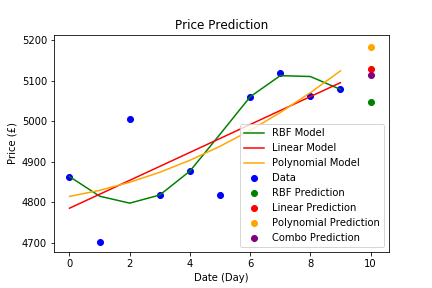 Price Prediction
5200
5100
5000
4900
4800
4700
Price (£)
RBF Model
Linear Model
Polynomial Model
Data
RBF Prediction
Linear Prediction
Polynomial Prediction
Combo Prediction
0 2 4 6 8 10
Date (Day)